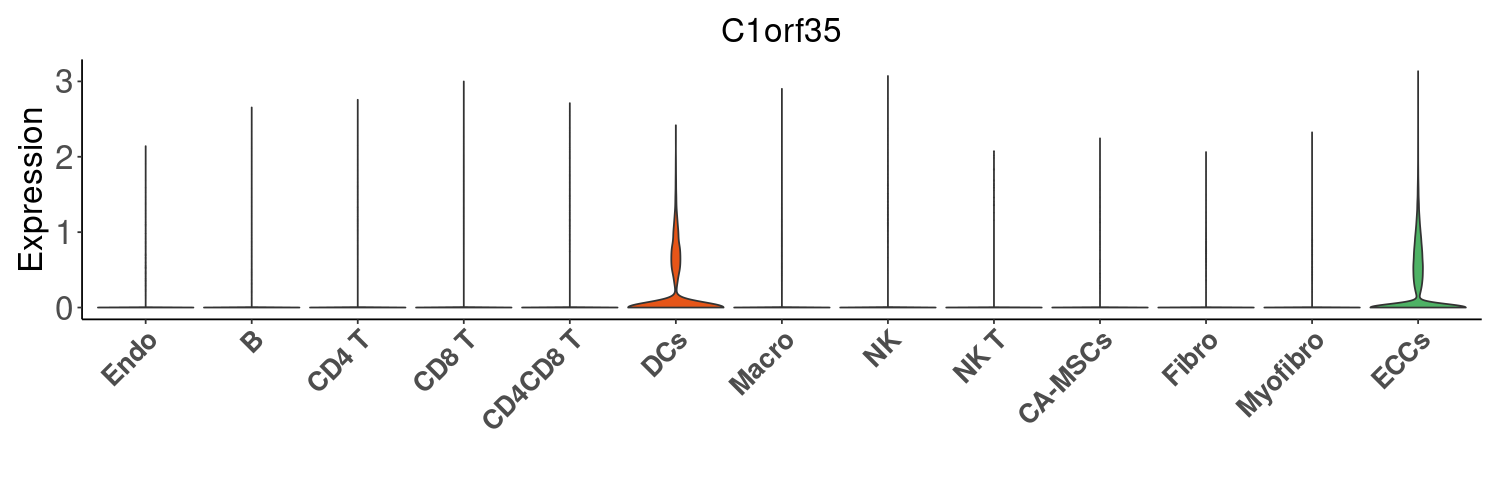 C1orf35
Expression
3
2
1
0
Endo
B
CD4 T
CD8 T
CD4CD8 T
DCs
Macro
NK
NK T
CA-MSCs
Fibro
Myofibro
ECCs